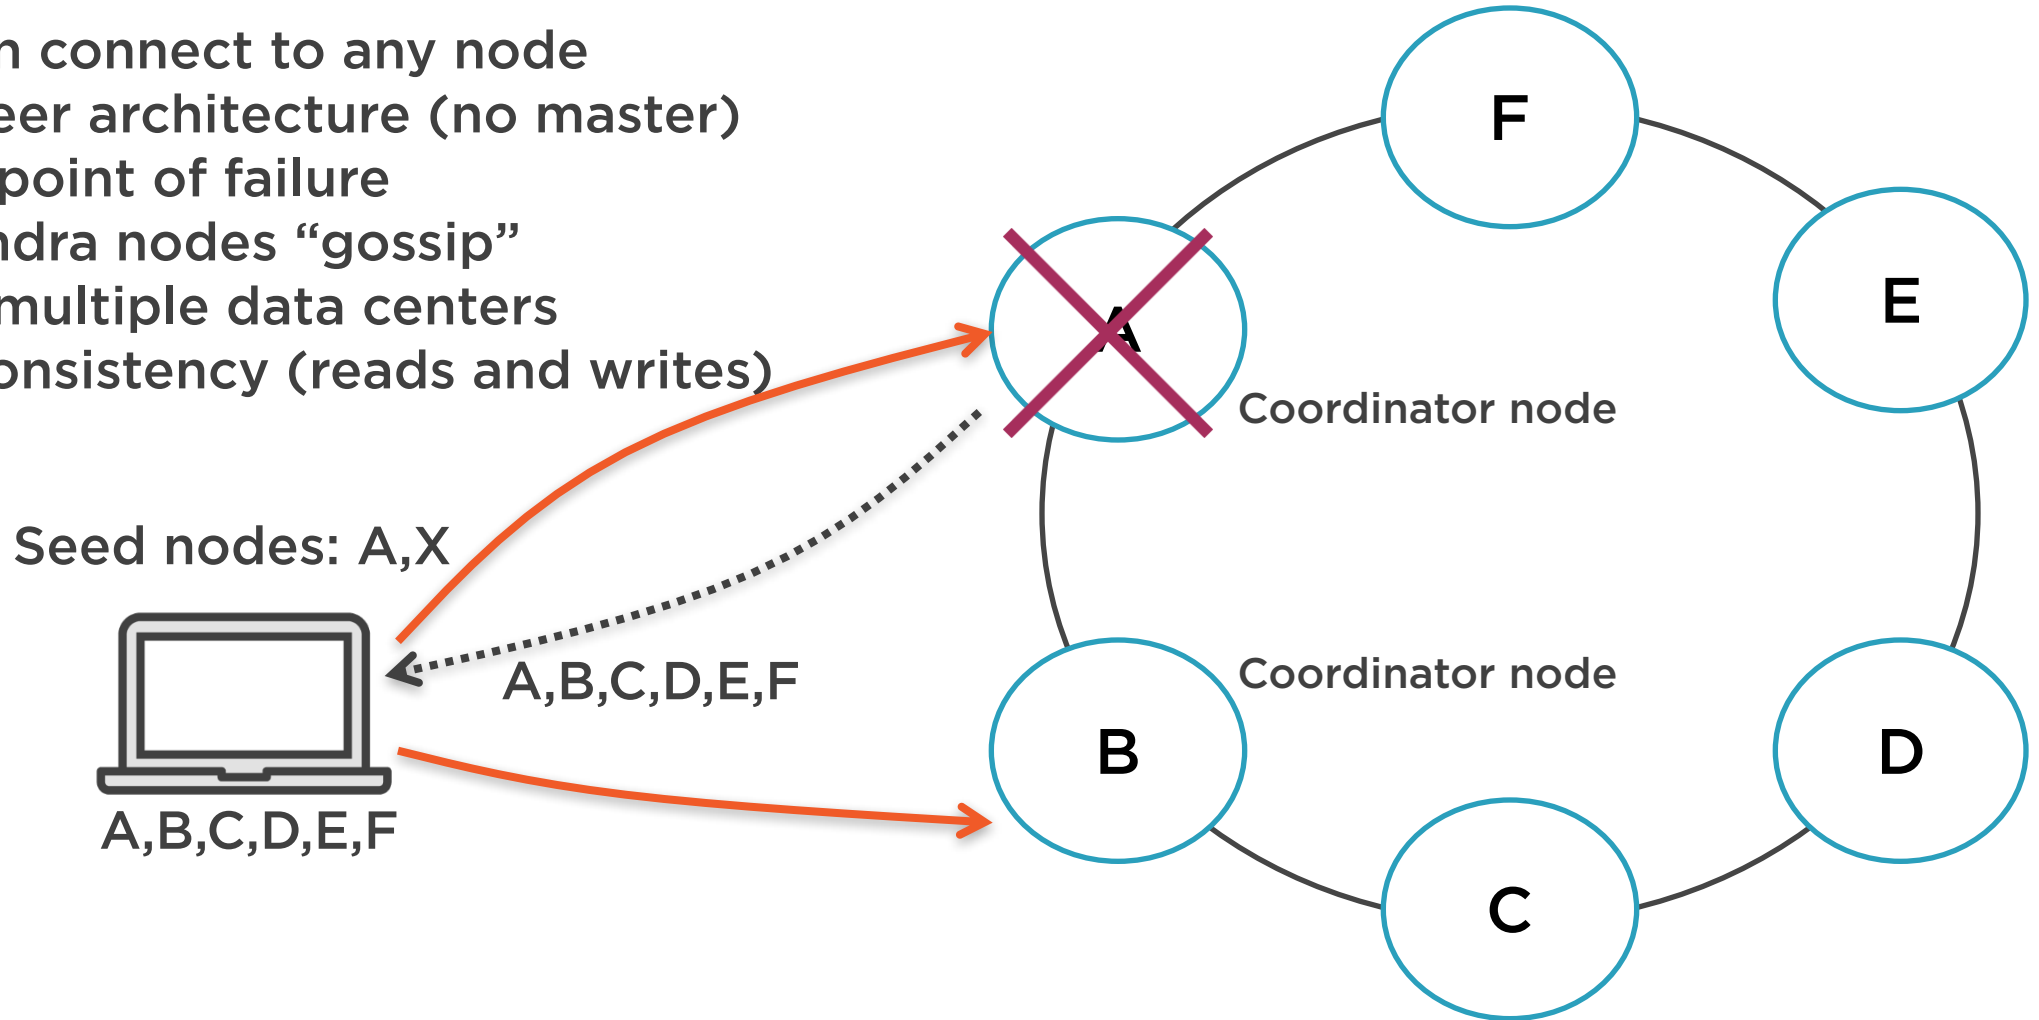 n connect to any node
eer architecture (no master)
point of failure
ndra nodes “gossip”
multiple data centers
onsistency (reads and writes)
F
E
A
Coordinator node
Seed nodes: A,X
A,B,C,D,E,F
Coordinator node
B
D
A,B,C,D,E,F
C